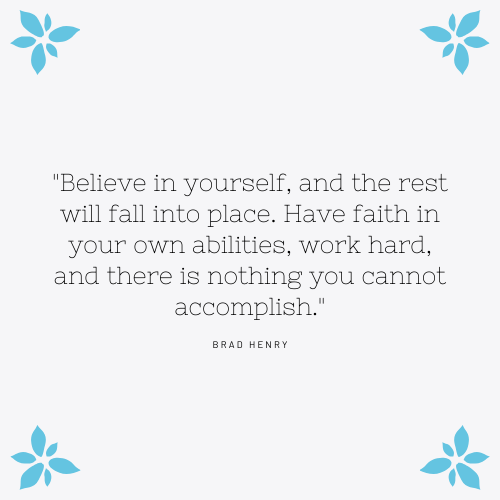 "Believe in yourself, and the rest
will fall into place. Have faith in
your own abilities, work hard,
and there is nothing you cannot
accomplish."
BRAD HENRY